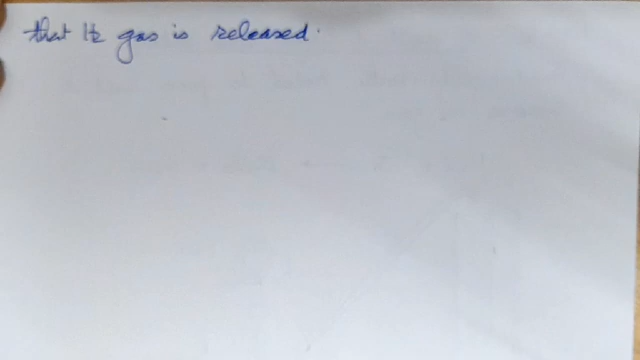 that H₂ gas is released.